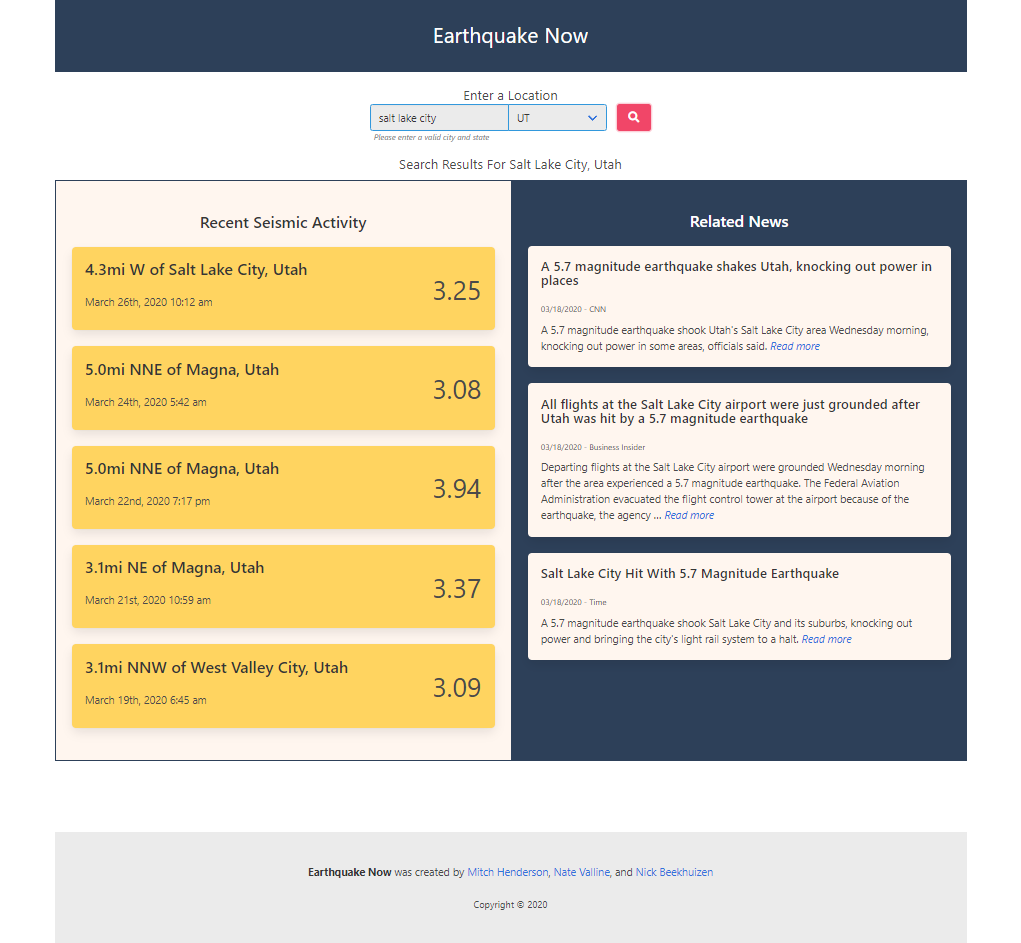 Earthquake Now
Enter a Location
salt lake city
UT
Please enter a valid city and state
Search Results For Salt Lake City, Utah
Recent Seismic Activity
4.3mi W of Salt Lake City, Utah
March 26th, 2020 10:12 am
3.25
5.0mi NNE of Magna, Utah
March 24th, 2020 5:42 am
3.08
5.0mi NNE of Magna, Utah
March 22nd, 2020 7:17 pm
3.94
3.1mi NE of Magna, Utah
March 21st, 2020 10:59 am
3.37
3.1mi NNW of West Valley City, Utah
March 19th, 2020 6:45 am
3.09
Related News
A 5.7 magnitude earthquake shakes Utah, knocking out power in
places
03/18/2020 - CNN
A 5.7 magnitude earthquake shook Utah's Salt Lake City area Wednesday morning,
knocking out power in some areas, officials said. Read more
All flights at the Salt Lake City airport were just grounded after
Utah was hit by a 5.7 magnitude earthquake
03/18/2020 - Business Insider
Departing flights at the Salt Lake City airport were grounded Wednesday morning
after the area experienced a 5.7 magnitude earthquake. The Federal Aviation
Administration evacuated the flight control tower at the airport because of the
earthquake, the agency ... Read more
Salt Lake City Hit With 5.7 Magnitude Earthquake
03/18/2020 - Time
A 5.7 magnitude earthquake shook Salt Lake City and its suburbs, knocking out
power and bringing the city's light rail system to a halt. Read more
Earthquake Now was created by Mitch Henderson, Nate Valline, and Nick Beekhuizen
Copyright © 2020